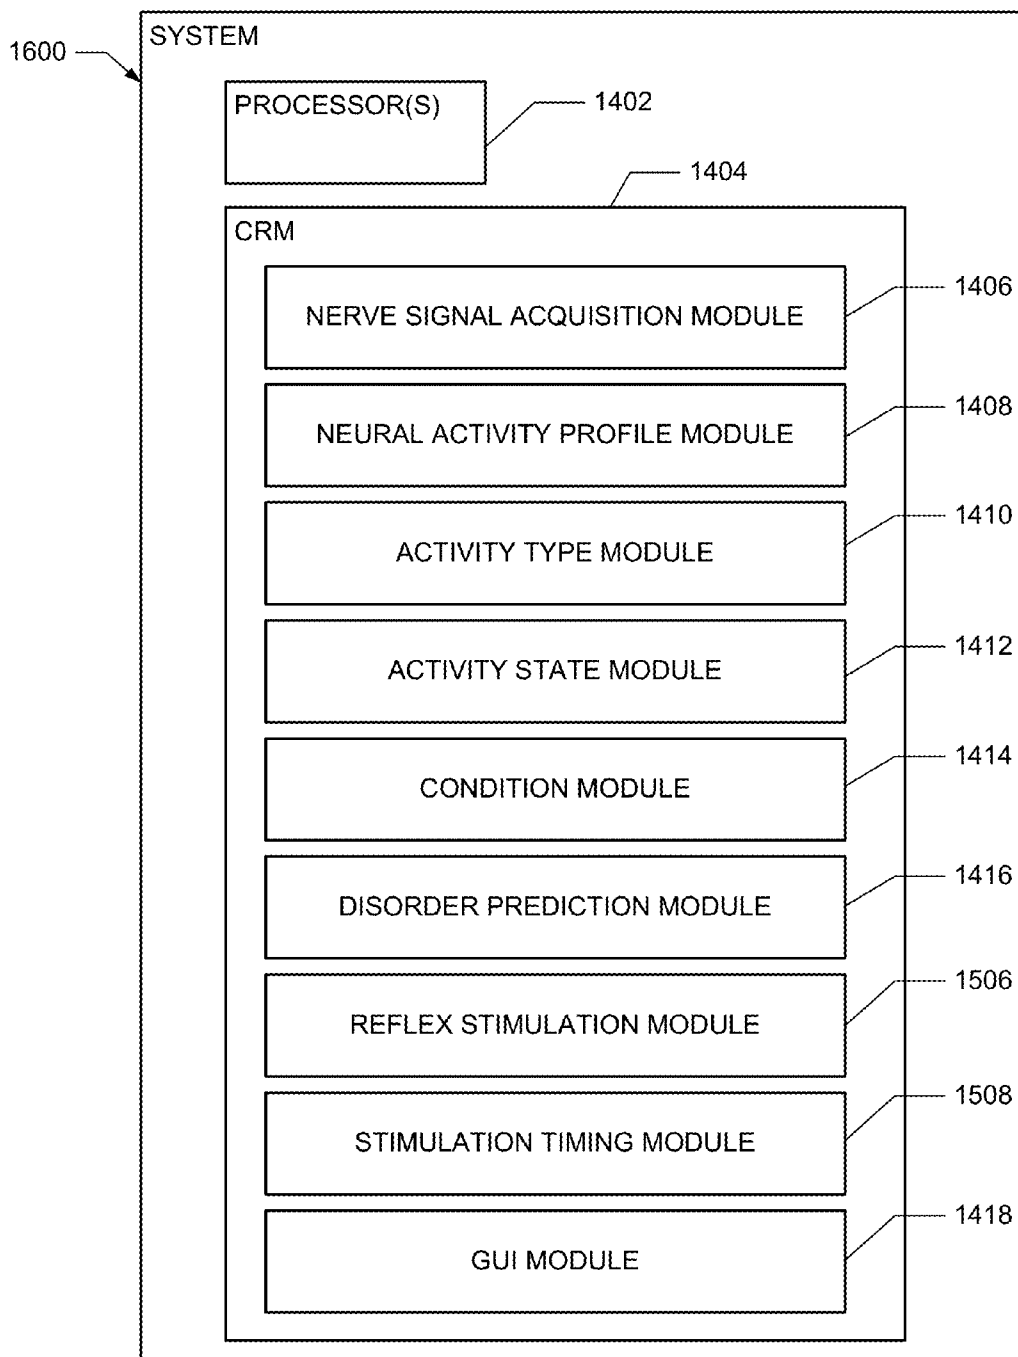 SYSTEM
1600
PROCESSOR(S)
1402
1404
CRM
NERVE SIGNAL ACQUISITION MODULE
1406
NEURAL ACTIVITY PROFILE MODULE
1408
ACTIVITY TYPE MODULE
1410
ACTIVITY STATE MODULE
1412
CONDITION MODULE
1414
DISORDER PREDICTION MODULE
1416
REFLEX STIMULATION MODULE
1506
STIMULATION TIMING MODULE
1508
GUI MODULE
1418